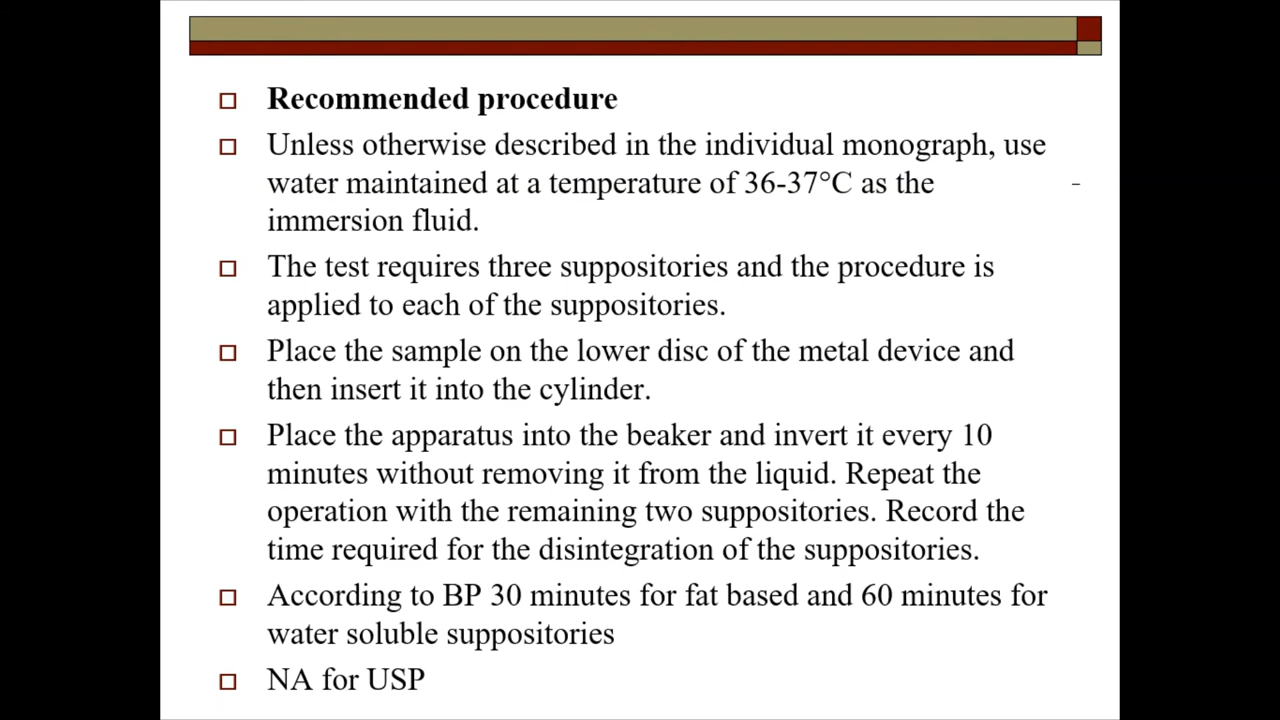 Recommended procedure
Unless otherwise described in the individual monograph, use
water maintained at a temperature of 36-37°C as the
immersion fluid.
The test requires three suppositories and the procedure is
applied to each of the suppositories.
Place the sample on the lower disc of the metal device and
then insert it into the cylinder.
Place the apparatus into the beaker and invert it every 10
minutes without removing it from the liquid. Repeat the
operation with the remaining two suppositories. Record the
time required for the disintegration of the suppositories.
According to BP 30 minutes for fat based and 60 minutes for
water soluble suppositories
NA for USP